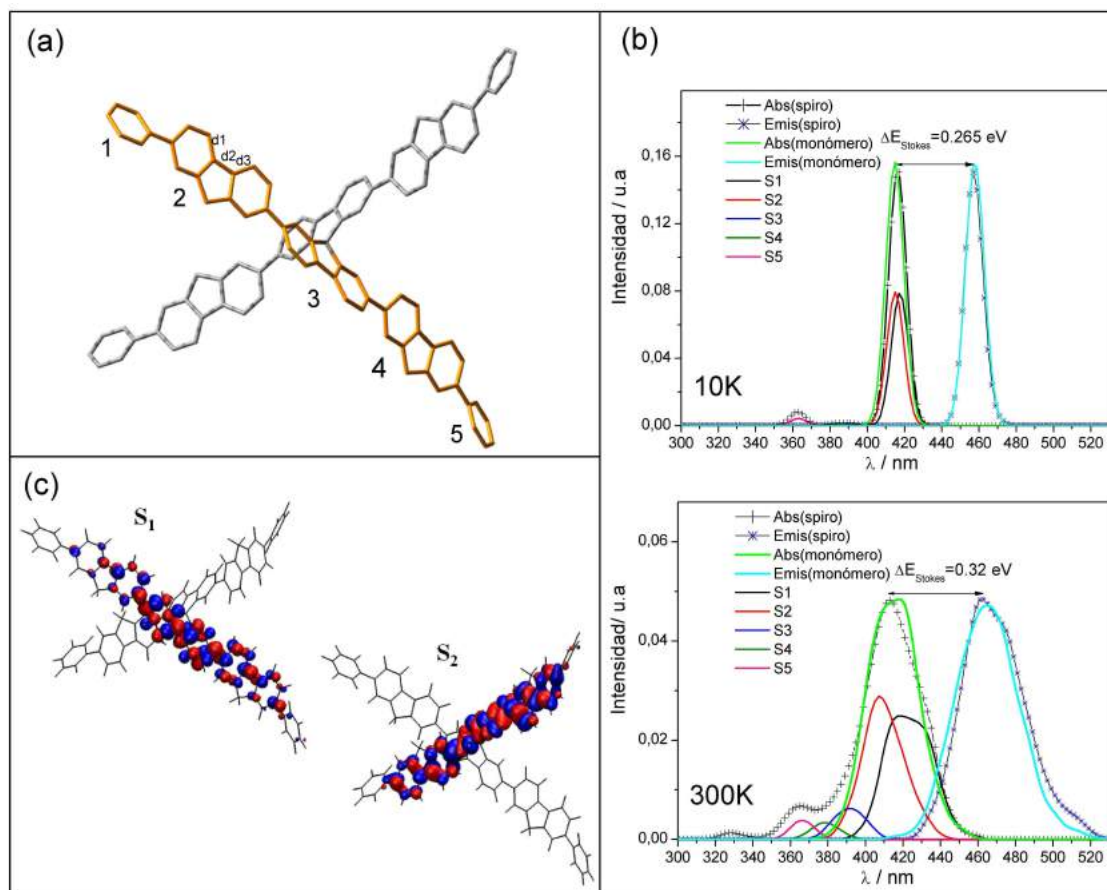 (a)
1
d1
d2d3
2
3
4
5
(b)
Abs(spiro)
Emis(spiro)
Abs(monómero)
Emis(monómero)
S1
S2
S3
S4
S5
ΔE_Stokes=0.265 eV
Intensidad / u.a
0,16
0,12
0,08
0,04
0,00
10K
300 320 340 360 380 400 420 440 460 480 500 520
λ / nm
(c)
S₁
S₂
Abs(spiro)
Emis(spiro)
Abs(monómero)
Emis(monómero)
S1
S2
S3
S4
S5
ΔE_Stokes=0.32 eV
Intensidad/ u.a
0,06
0,04
0,02
0,00
300K
300 320 340 360 380 400 420 440 460 480 500 520
λ / nm